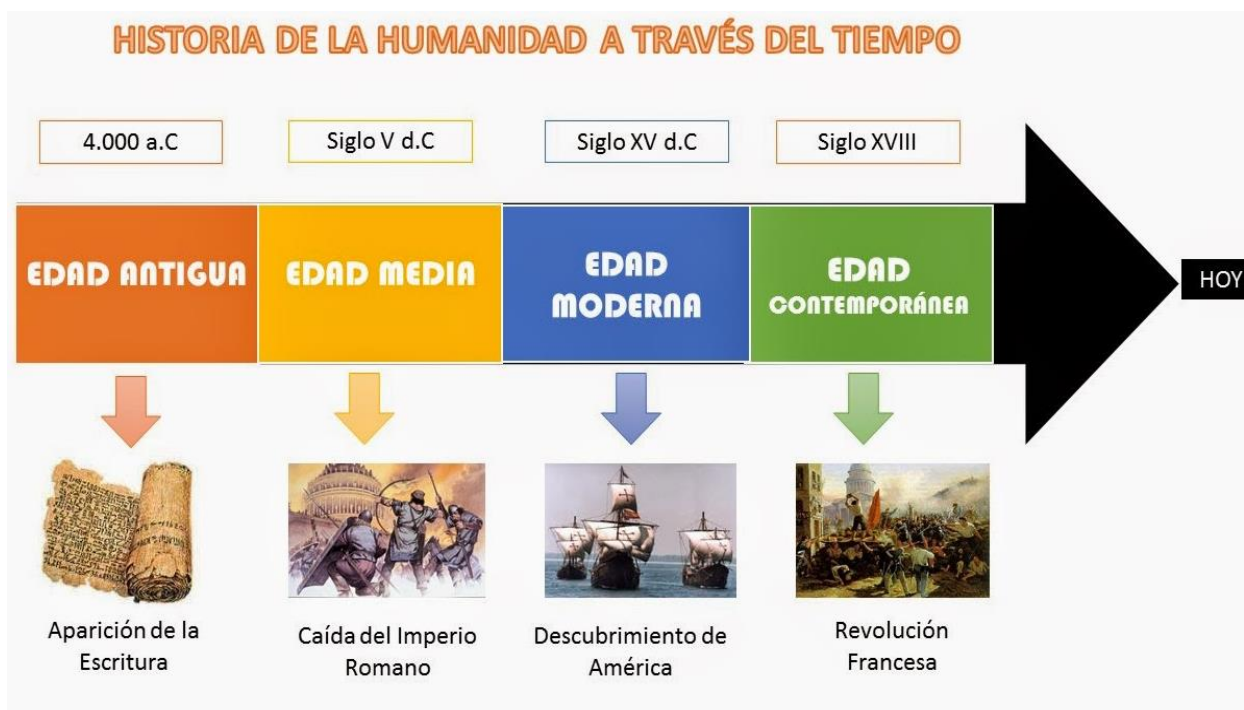 HISTORIA DE LA HUMANIDAD A TRAVÉS DEL TIEMPO
4.000 a.C
Siglo V d.C
Siglo XV d.C
Siglo XVIII
EDAD ANTIGUA
EDAD MEDIA
EDAD
MODERNA
EDAD
CONTEMPORÁNEA
HOY
Aparición de la
Escritura
Caída del Imperio
Romano
Descubrimiento de
América
Revolución
Francesa